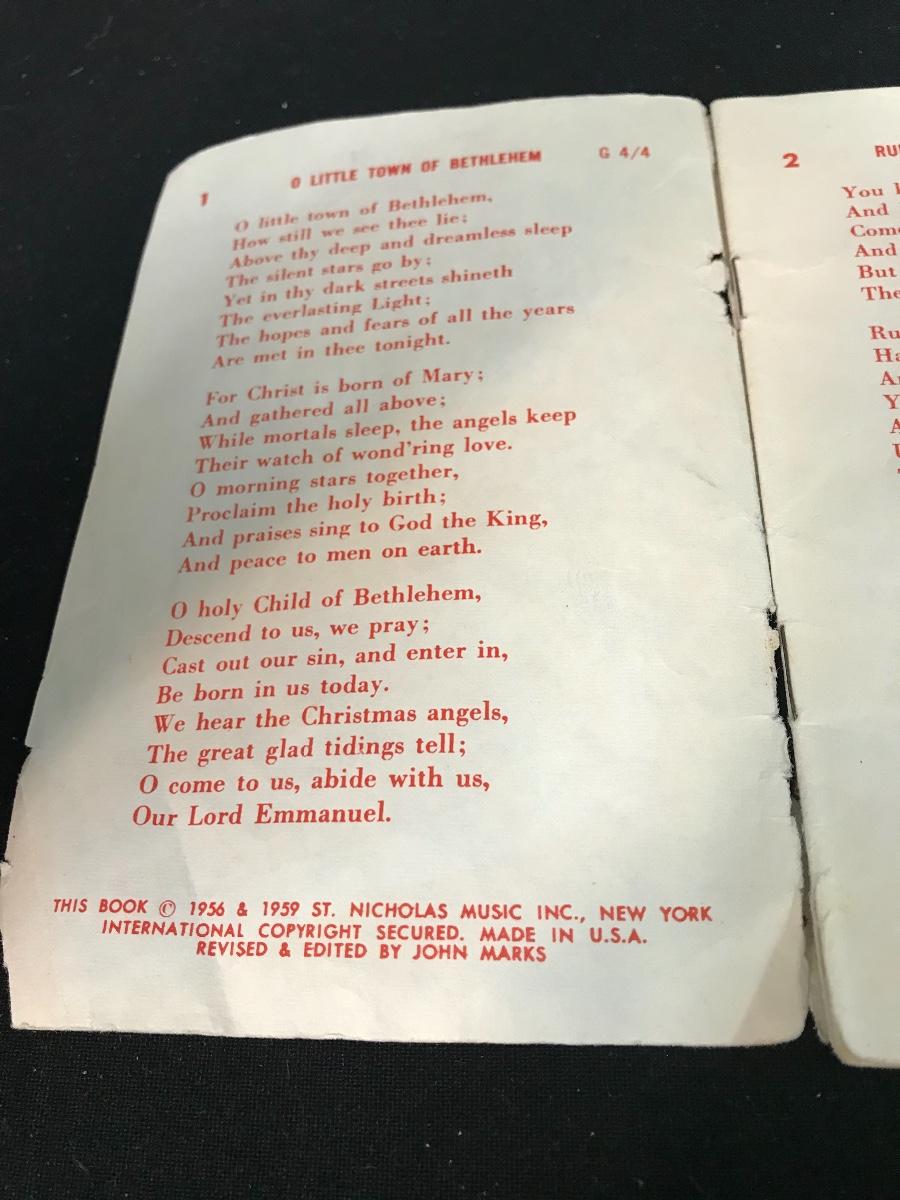 1 O LITTLE TOWN OF BETHLEHEM G 4/4
O little town of Bethlehem,
How still we see thee lie;
Above thy deep and dreamless sleep
The silent stars go by;
Yet in thy dark streets shineth
The everlasting Light;
The hopes and fears of all the years
Are met in thee tonight.
For Christ is born of Mary;
And gathered all above;
While mortals sleep, the angels keep
Their watch of wond'ring love.
O morning stars together,
Proclaim the holy birth;
And praises sing to God the King,
And peace to men on earth.
O holy Child of Bethlehem,
Descend to us, we pray;
Cast out our sin, and enter in,
Be born in us today.
We hear the Christmas angels,
The great glad tidings tell;
O come to us, abide with us,
Our Lord Emmanuel.
THIS BOOK © 1956 & 1959 ST. NICHOLAS MUSIC INC., NEW YORK
INTERNATIONAL COPYRIGHT SECURED. MADE IN U.S.A.
REVISED & EDITED BY JOHN MARKS
2
You
And
Come
And
But